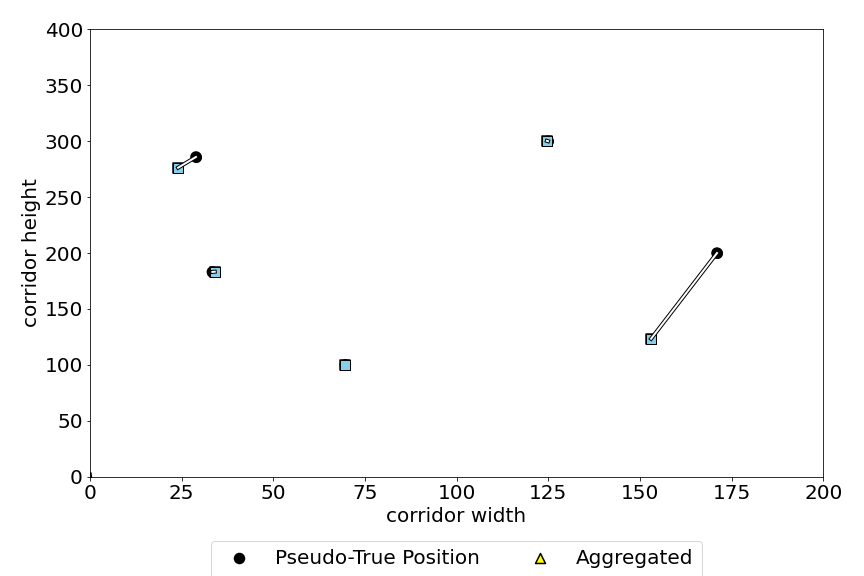 400
350
300
250
200
150
100
50
0
corridor height
0 25 50 75 100 125 150 175 200
corridor width
Pseudo-True Position Aggregated